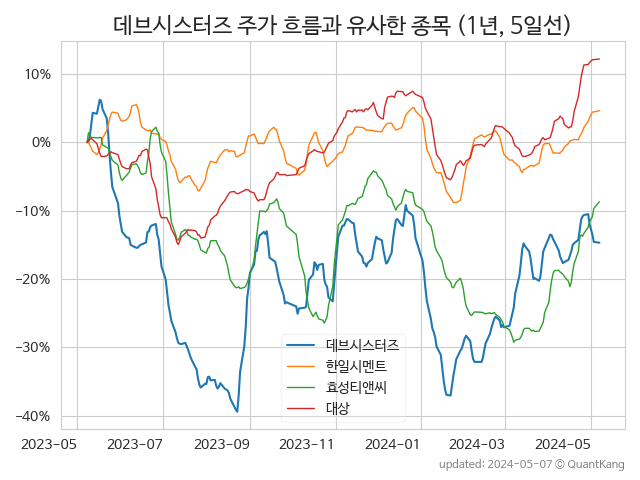 데브시스터즈 주가 흐름과 유사한 종목 (1년, 5일선)
10%
0%
−10%
−20%
−30%
−40%
데브시스터즈
한일시멘트
효성티앤씨
대상
2023-05 2023-07 2023-09 2023-11 2024-01 2024-03 2024-05
updated: 2024-05-07 © QuantKang